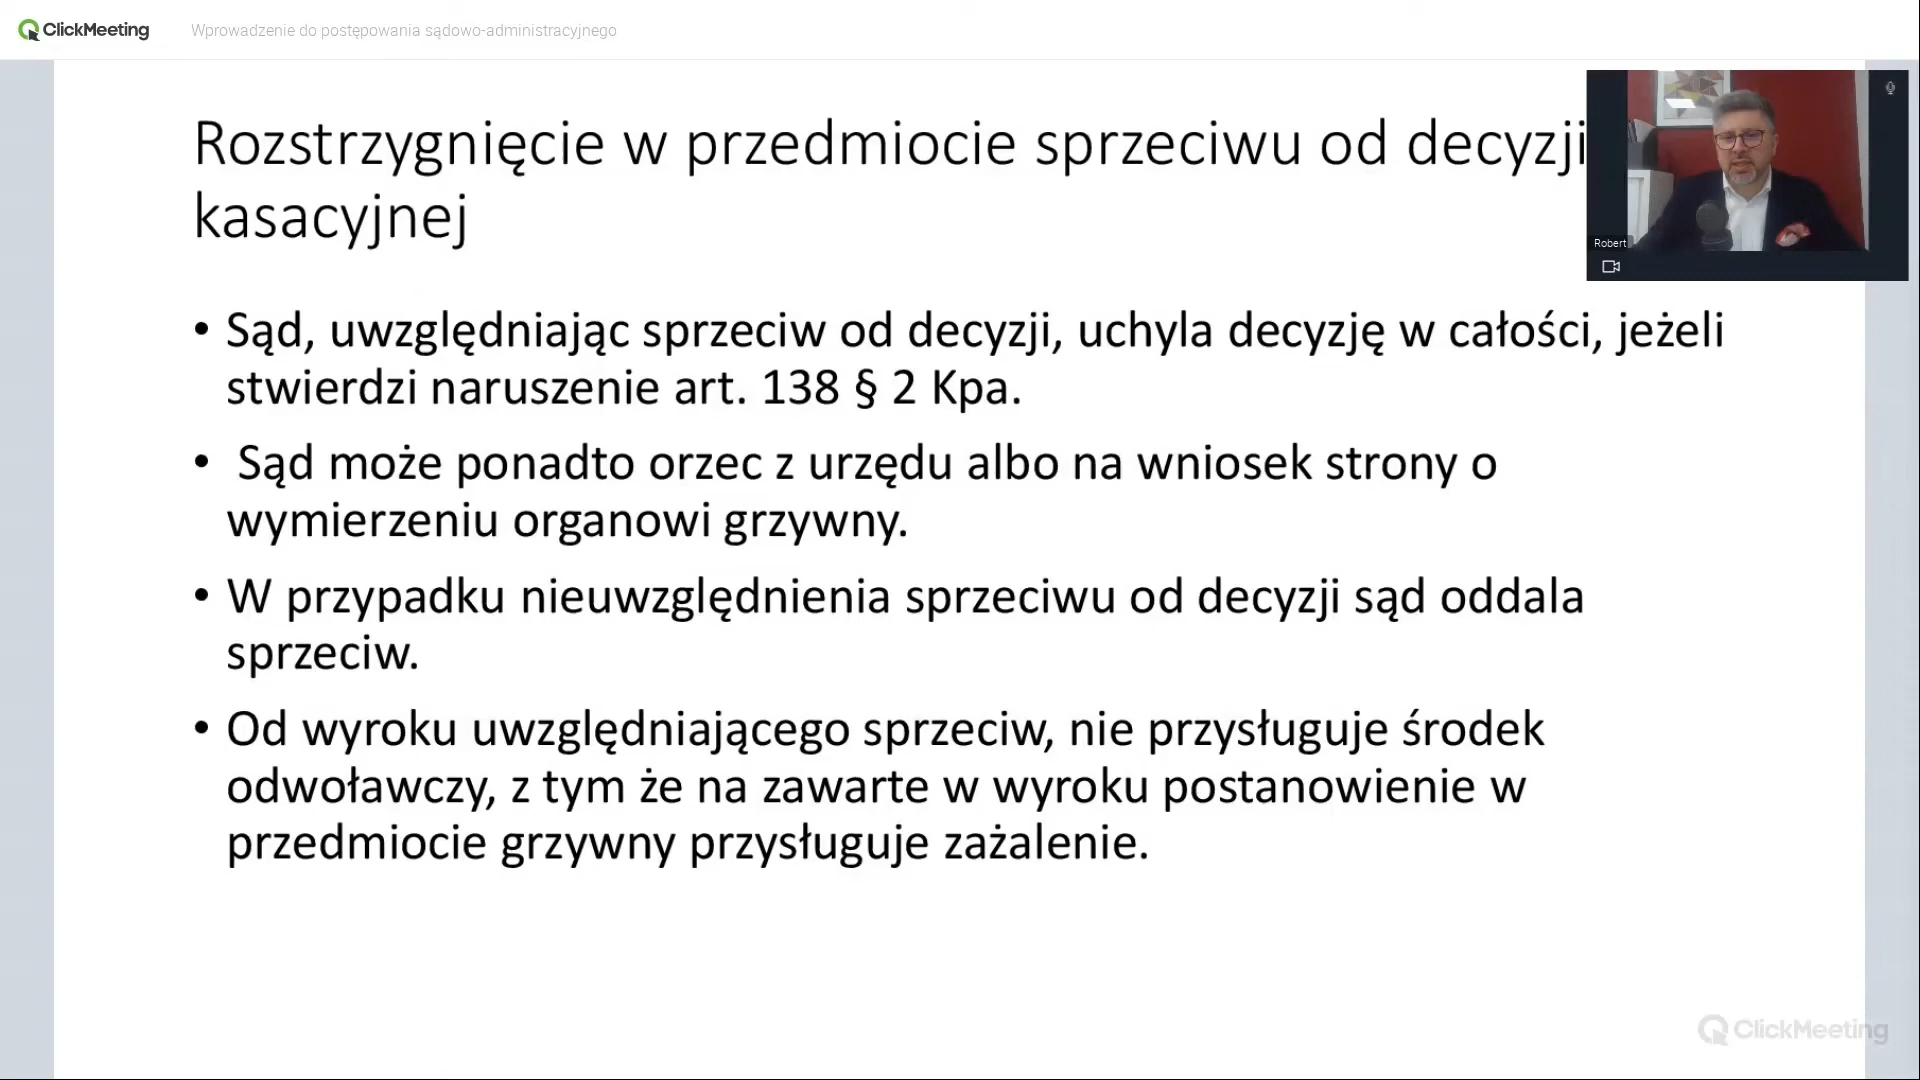 ClickMeeting
Wprowadzenie do postępowania sądowo-administracyjnego
Rozstrzygnięcie w przedmiocie sprzeciwu od decyzji
kasacyjnej
Robert
• Sąd, uwzględniając sprzeciw od decyzji, uchyla decyzję w całości, jeżeli
stwierdzi naruszenie art. 138 § 2 Kpa.
• Sąd może ponadto orzec z urzędu albo na wniosek strony o
wymierzeniu organowi grzywny.
• W przypadku nieuwzględnienia sprzeciwu od decyzji sąd oddala
sprzeciw.
• Od wyroku uwzględniającego sprzeciw, nie przysługuje środek
odwoławczy, z tym że na zawarte w wyroku postanowienie w
przedmiocie grzywny przysługuje zażalenie.
ClickMeeting